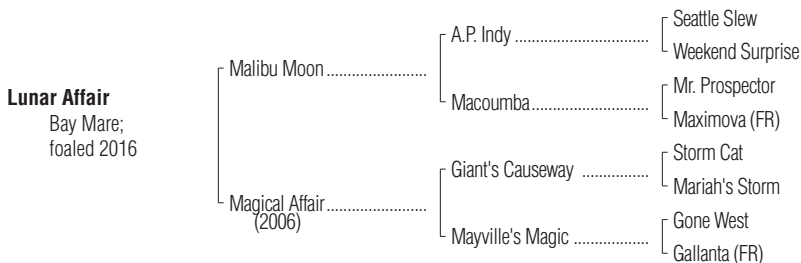 Lunar Affair
Bay Mare;
foaled 2016
Malibu Moon
Magical Affair
(2006)
A.P. Indy
Macoumba
Giant's Causeway
Mayville's Magic
Seattle Slew
Weekend Surprise
Mr. Prospector
Maximova (FR)
Storm Cat
Mariah's Storm
Gone West
Gallanta (FR)